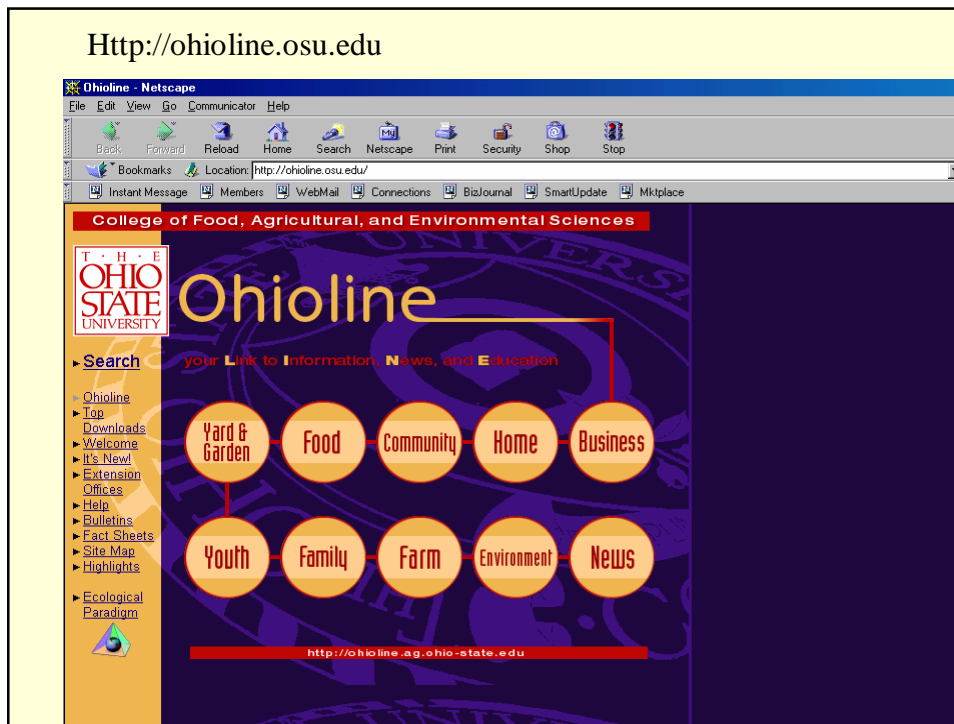 Http://ohioline.osu.edu
Ohioline - Netscape
File Edit View Go Communicator Help
Back Forward Reload Home Search Netscape Print Security Shop Stop
Bookmarks Location: http://ohioline.osu.edu/
Instant Message Members WebMail Connections BizJournal SmartUpdate Mktplace
College of Food, Agricultural, and Environmental Sciences
T · H · E
OHIO
STATE
UNIVERSITY
Ohioline
your Link to Information, News, and Education
Search
Ohioline
Top
Downloads
Welcome
It's New!
Extension
Offices
Help
Bulletins
Fact Sheets
Site Map
Highlights
Ecological
Paradigm
Yard &
Garden
Food
Community
Home
Business
Youth
Family
Farm
Environment
News
http://ohioline.ag.ohio-state.edu